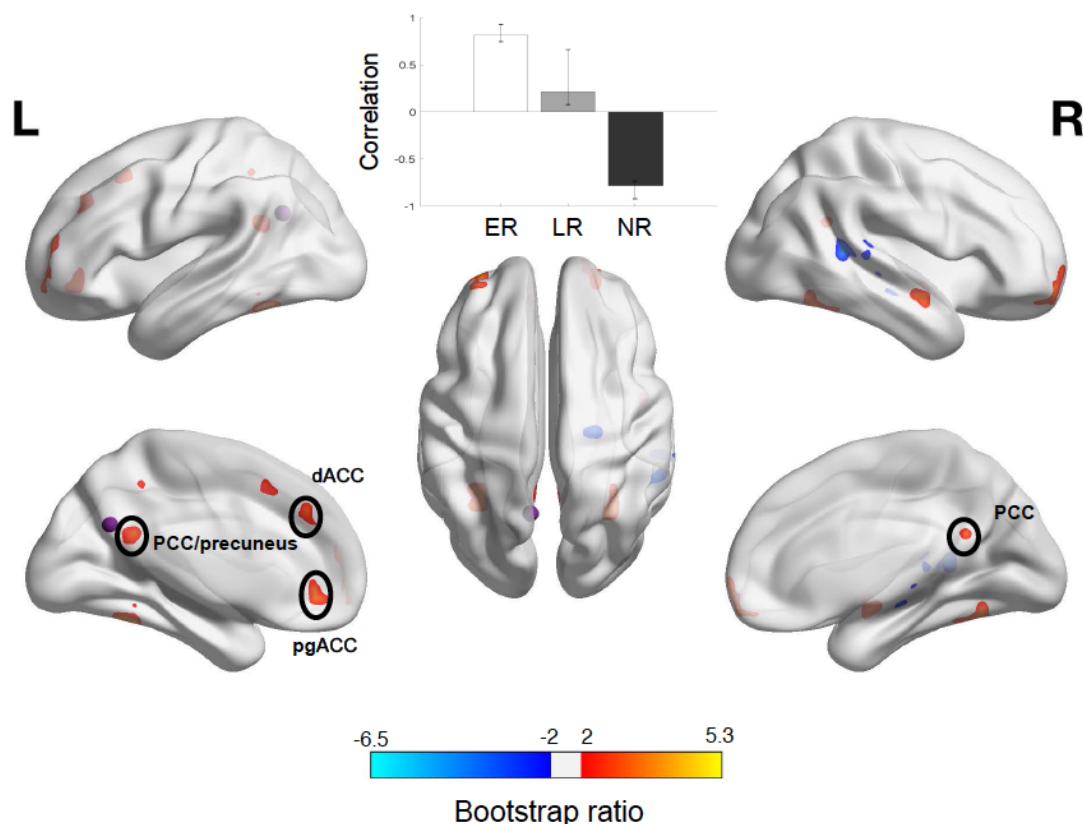 1
0.5
0
-0.5
-1
Correlation
ER LR NR
L
R
dACC
PCC/precuneus
pgACC
PCC
-6.5 -2 2 5.3
Bootstrap ratio